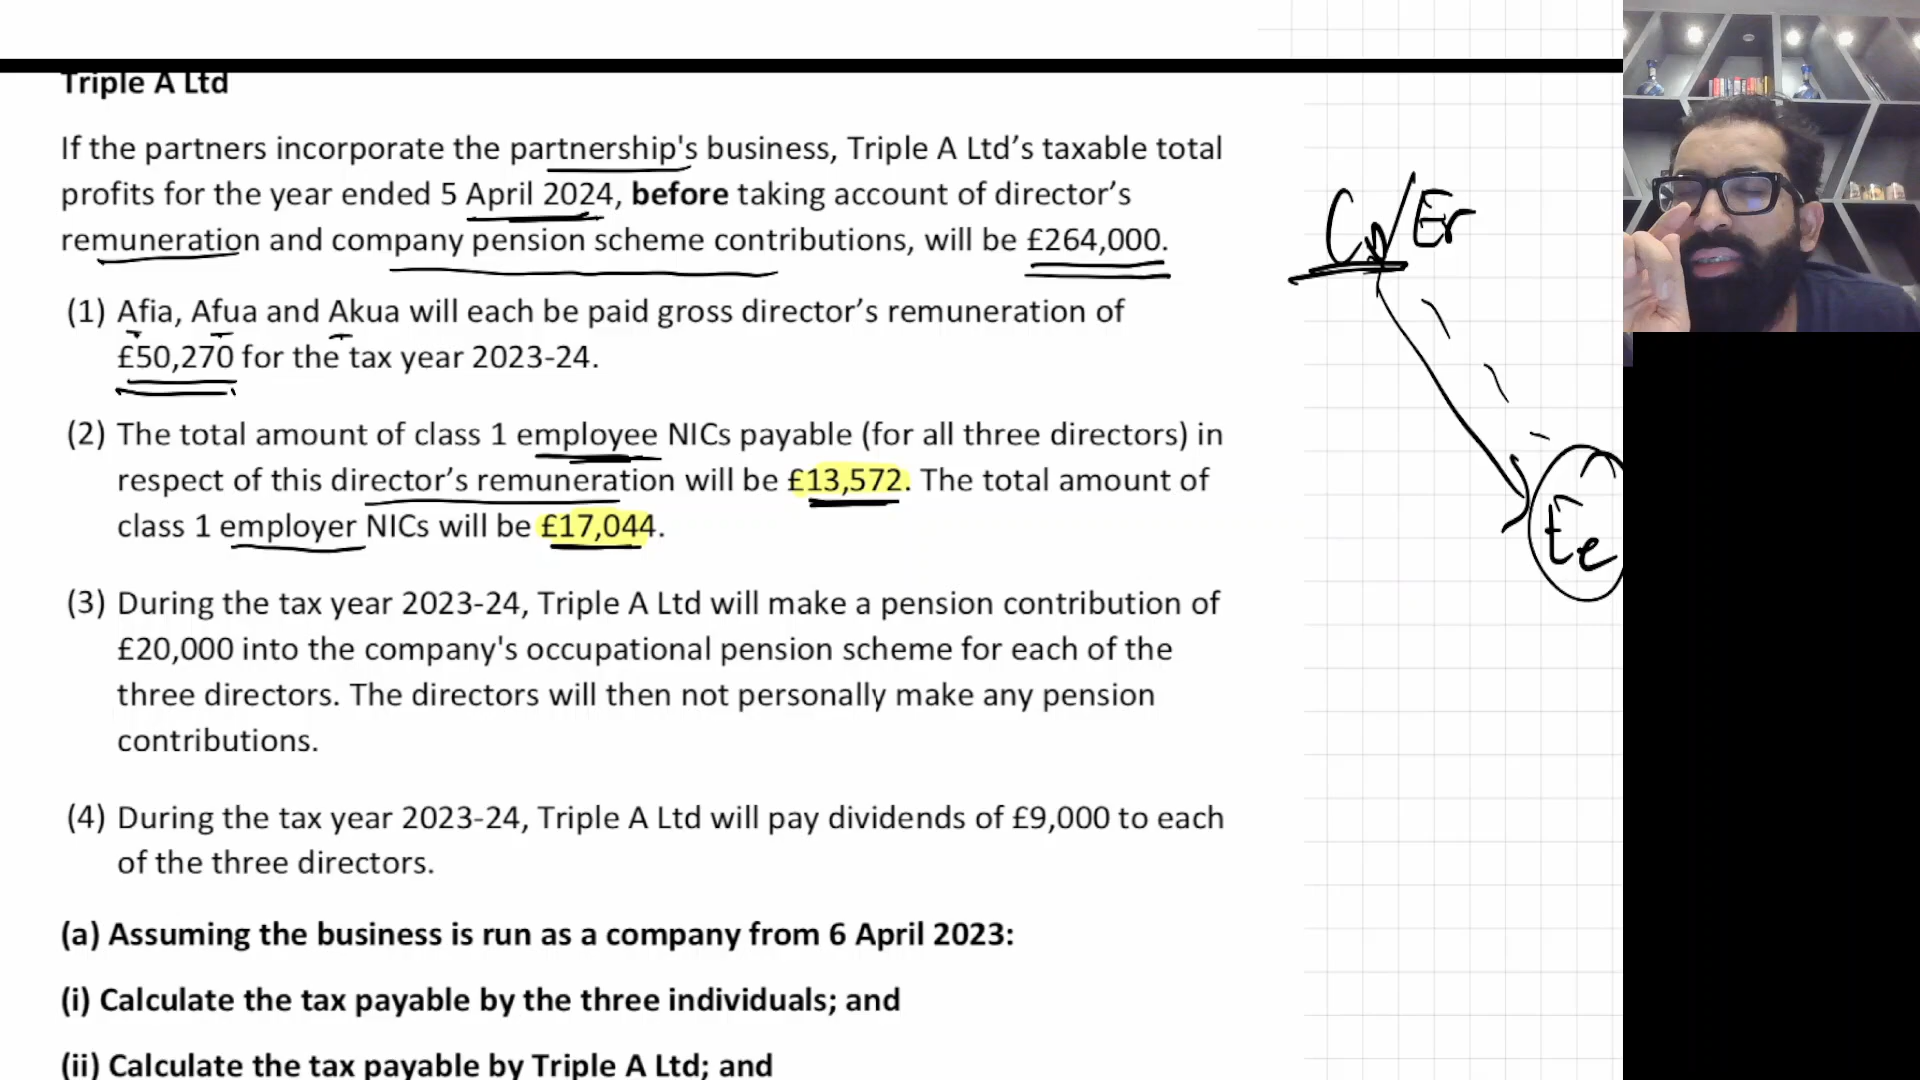 Triple A Ltd
If the partners incorporate the partnership's business, Triple A Ltd’s taxable total
profits for the year ended 5 April 2024, before taking account of director’s
remuneration and company pension scheme contributions, will be £264,000.
(1) Afia, Afua and Akua will each be paid gross director’s remuneration of
£50,270 for the tax year 2023-24.
(2) The total amount of class 1 employee NICs payable (for all three directors) in
respect of this director’s remuneration will be £13,572. The total amount of
class 1 employer NICs will be £17,044.
(3) During the tax year 2023-24, Triple A Ltd will make a pension contribution of
£20,000 into the company's occupational pension scheme for each of the
three directors. The directors will then not personally make any pension
contributions.
(4) During the tax year 2023-24, Triple A Ltd will pay dividends of £9,000 to each
of the three directors.
(a) Assuming the business is run as a company from 6 April 2023:
(i) Calculate the tax payable by the three individuals; and
(ii) Calculate the tax payable by Triple A Ltd; and
Er
Ee